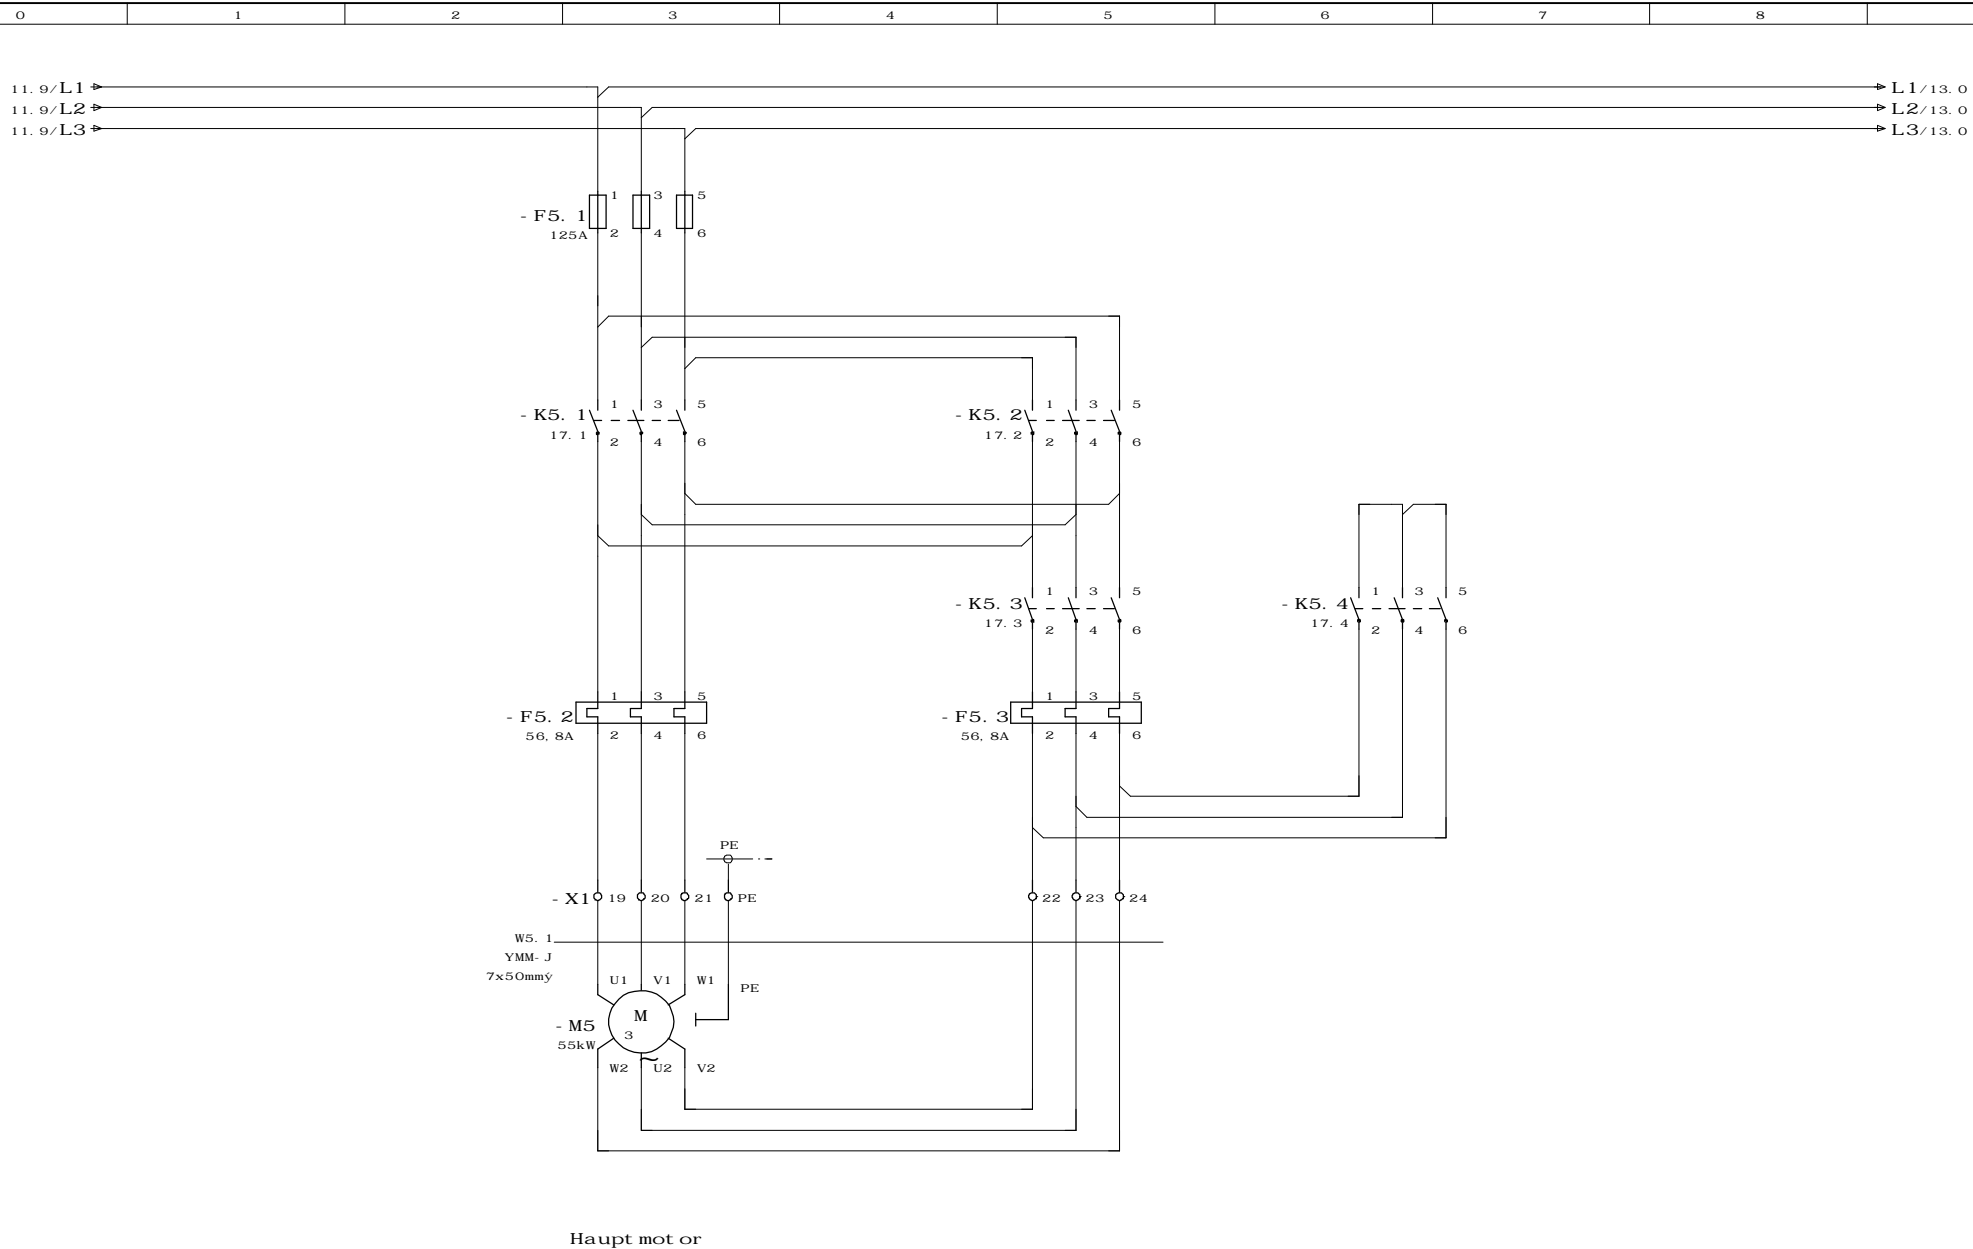 0 1 2 3 4 5 6 7 8
11.9/L1 L1/13.0
11.9/L2 L2/13.0
11.9/L3 L3/13.0
1 3 5
-F5.1
125A 2 4 6
1 3 5 1 3 5
-K5.1 -K5.2
17.1 2 4 6 17.2 2 4 6
1 3 5 1 3 5
-K5.3 -K5.4
17.3 2 4 6 17.4 2 4 6
1 3 5 1 3 5
-F5.2 -F5.3
56,8A 2 4 6 56,8A 2 4 6
PE
-X1 19 20 21 PE 22 23 24
W5.1
YMM-J
7x50mmý
U1 V1 W1 PE
M
-M5
3
55kW
~
W2 U2 V2
Hauptmotor